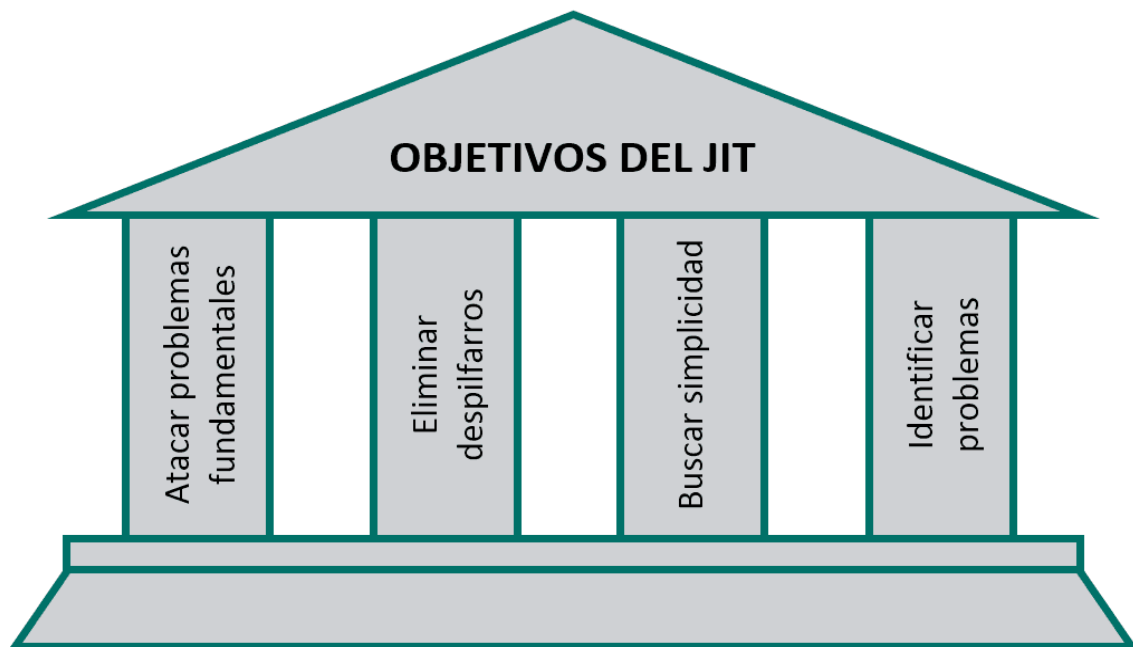 OBJETIVOS DEL JIT
Atacar problemas
fundamentales
Eliminar
despilfarros
Buscar simplicidad
Identificar
problemas